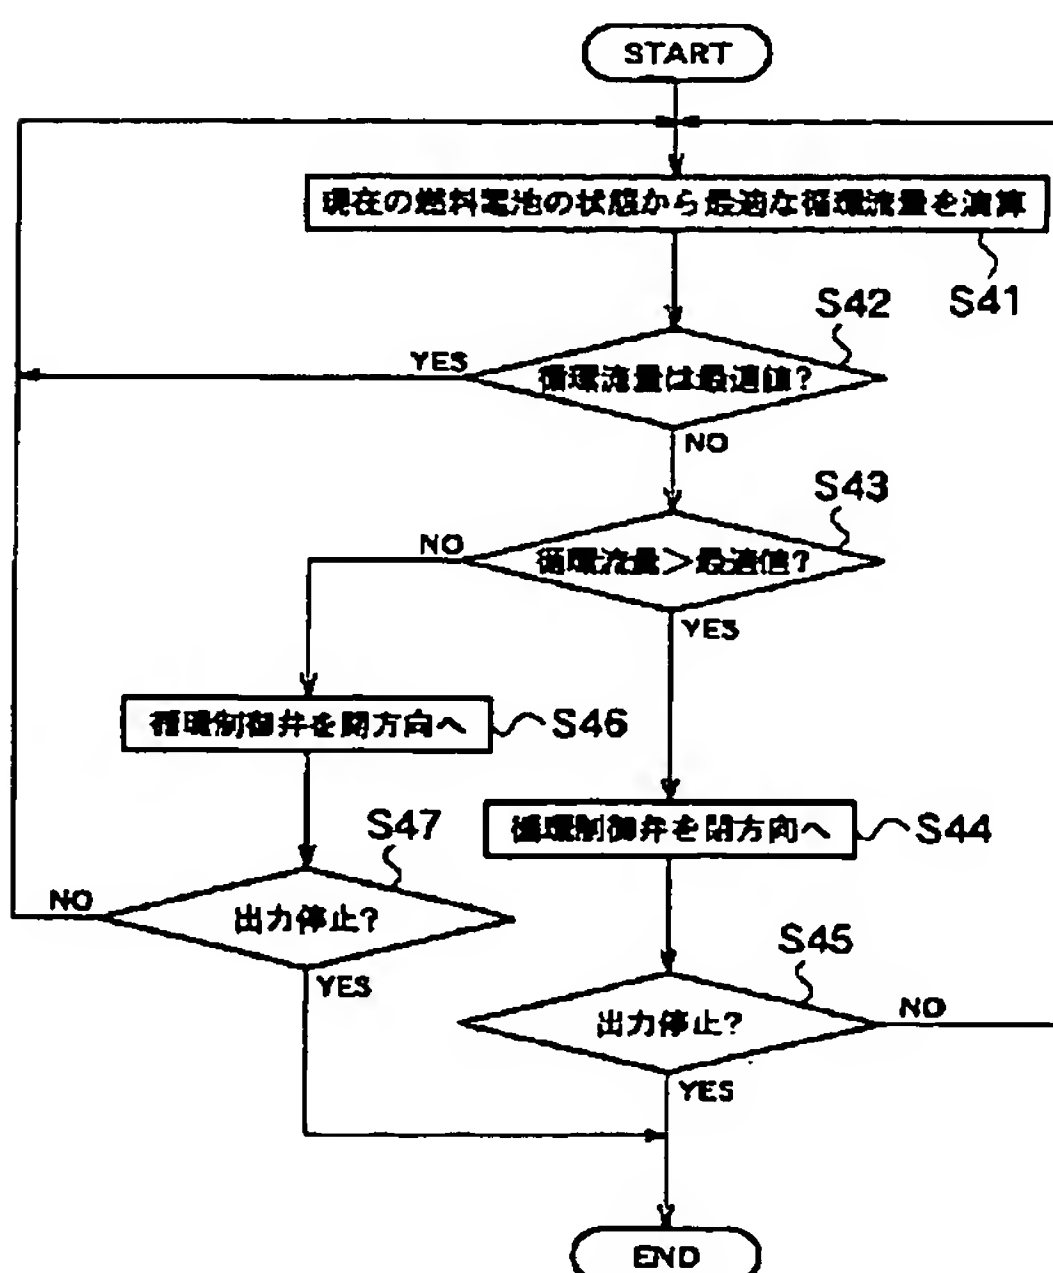 START
現在の燃料電池の状態から最適な循環流量を演算
S41
S42
YES
循環流量は最適値?
NO
S43
NO
循環流量>最適値?
YES
循環制御弁を開方向へ
S46
循環制御弁を閉方向へ
S44
S47
NO
出力停止?
YES
S45
出力停止?
NO
YES
END